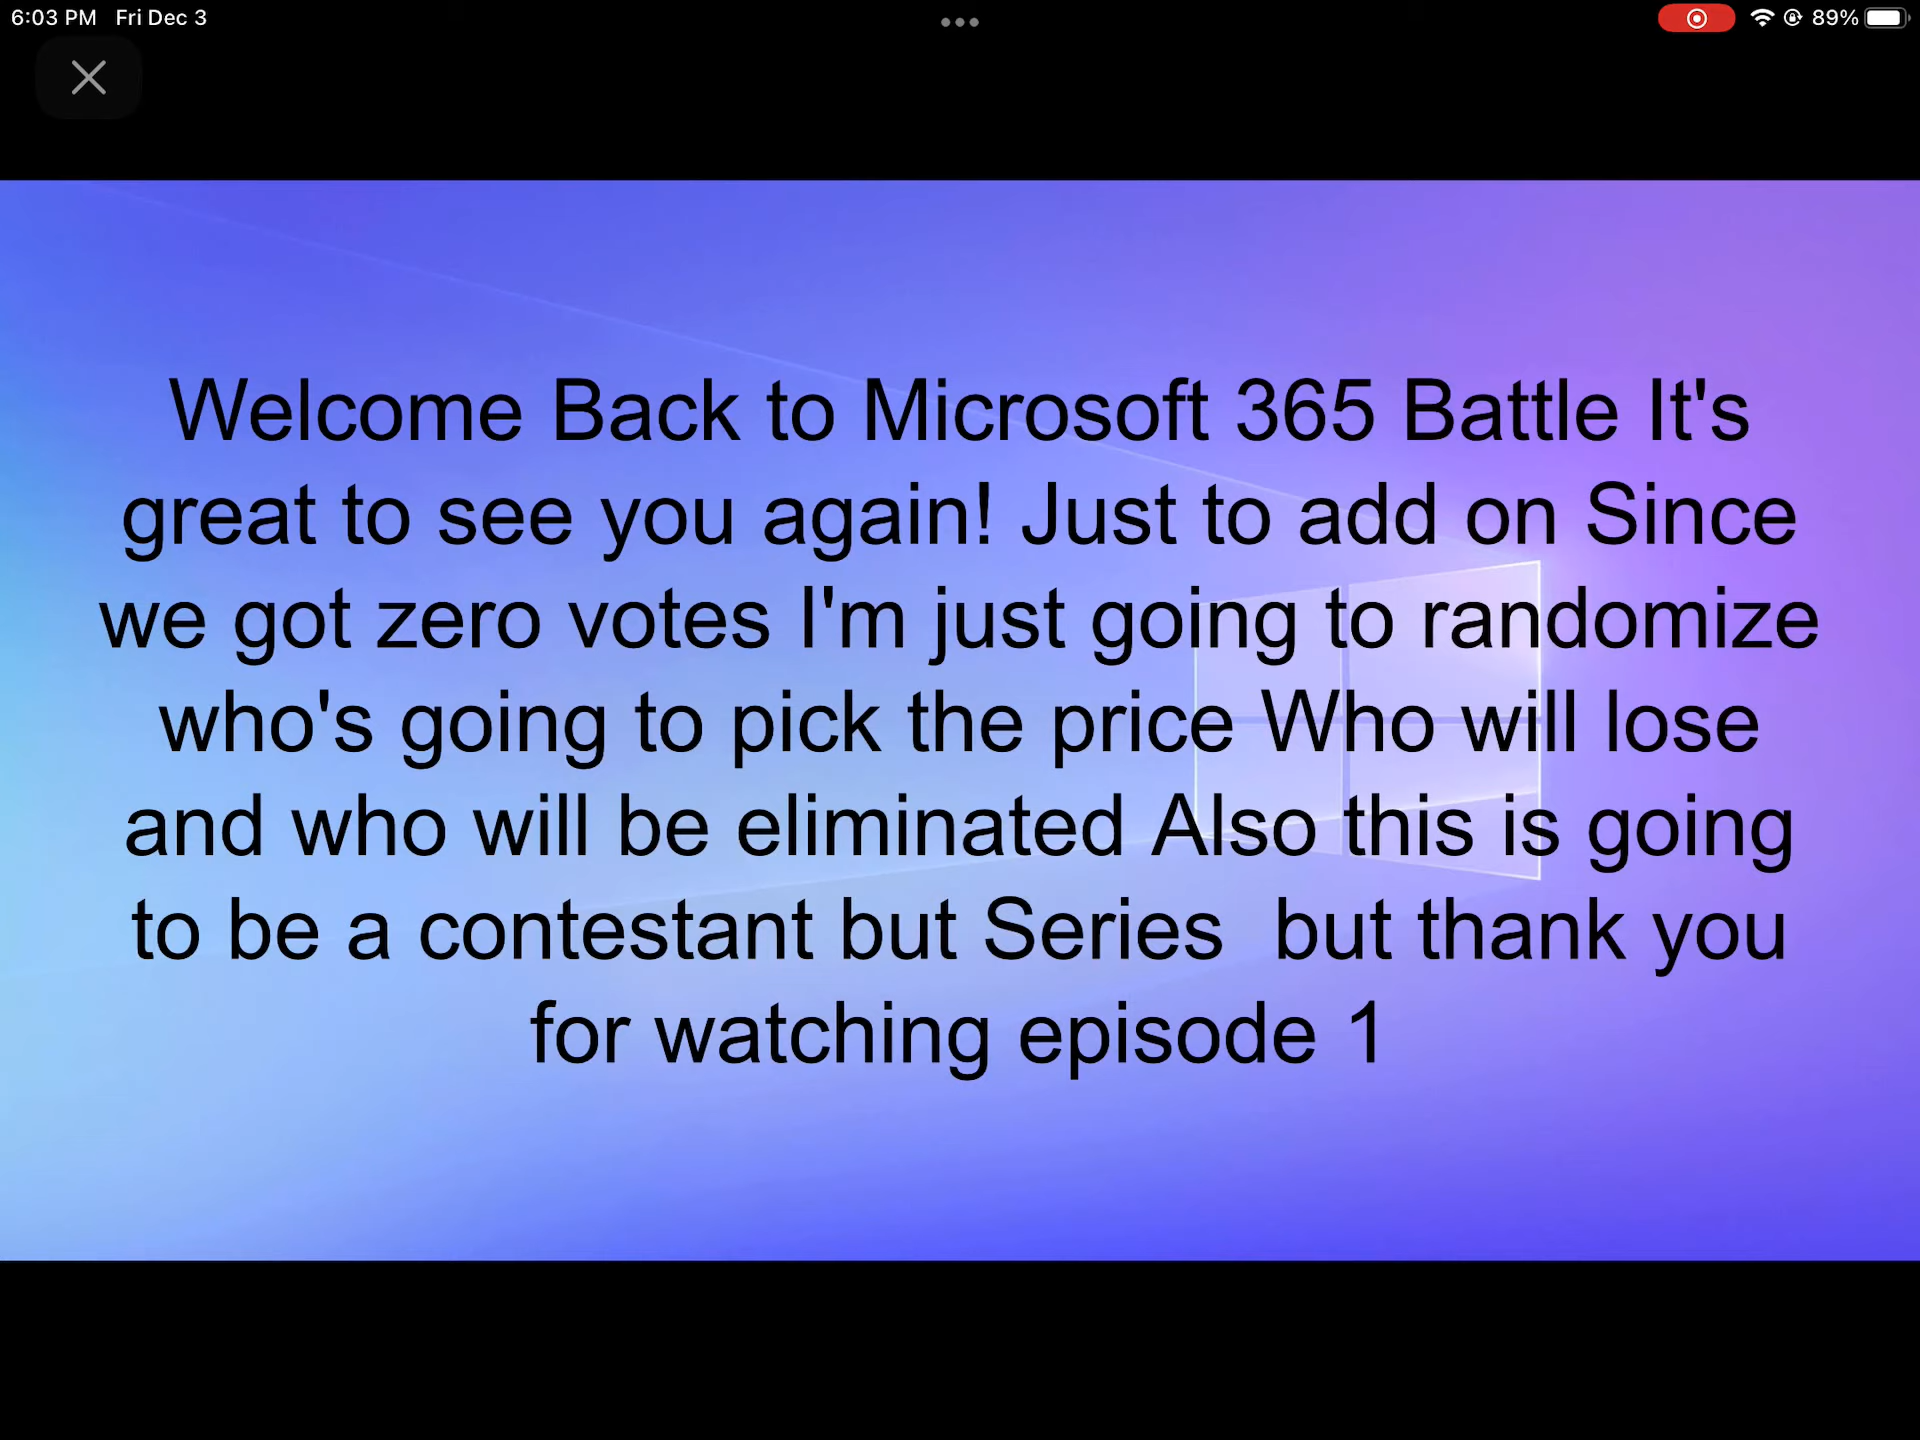 6:03 PM Fri Dec 3 89%
Welcome Back to Microsoft 365 Battle It's
great to see you again! Just to add on Since
we got zero votes I'm just going to randomize
who's going to pick the price Who will lose
and who will be eliminated Also this is going
to be a contestant but Series  but thank you
for watching episode 1